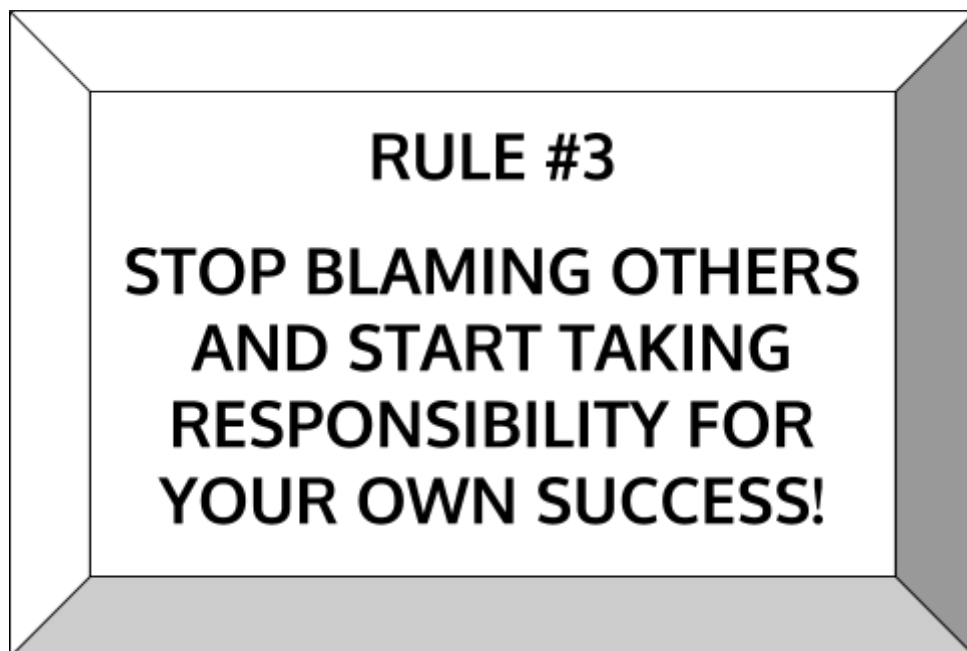 RULE #3
STOP BLAMING OTHERS
AND START TAKING
RESPONSIBILITY FOR
YOUR OWN SUCCESS!